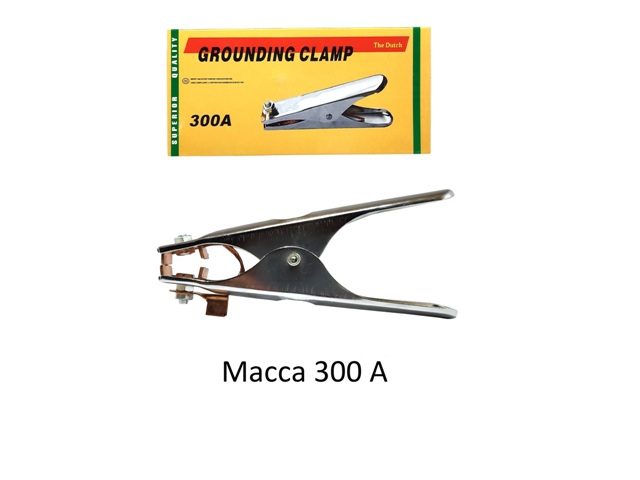 SUPERIOR QUALITY
GROUNDING CLAMP
The Dutch
300A
Масса 300 А